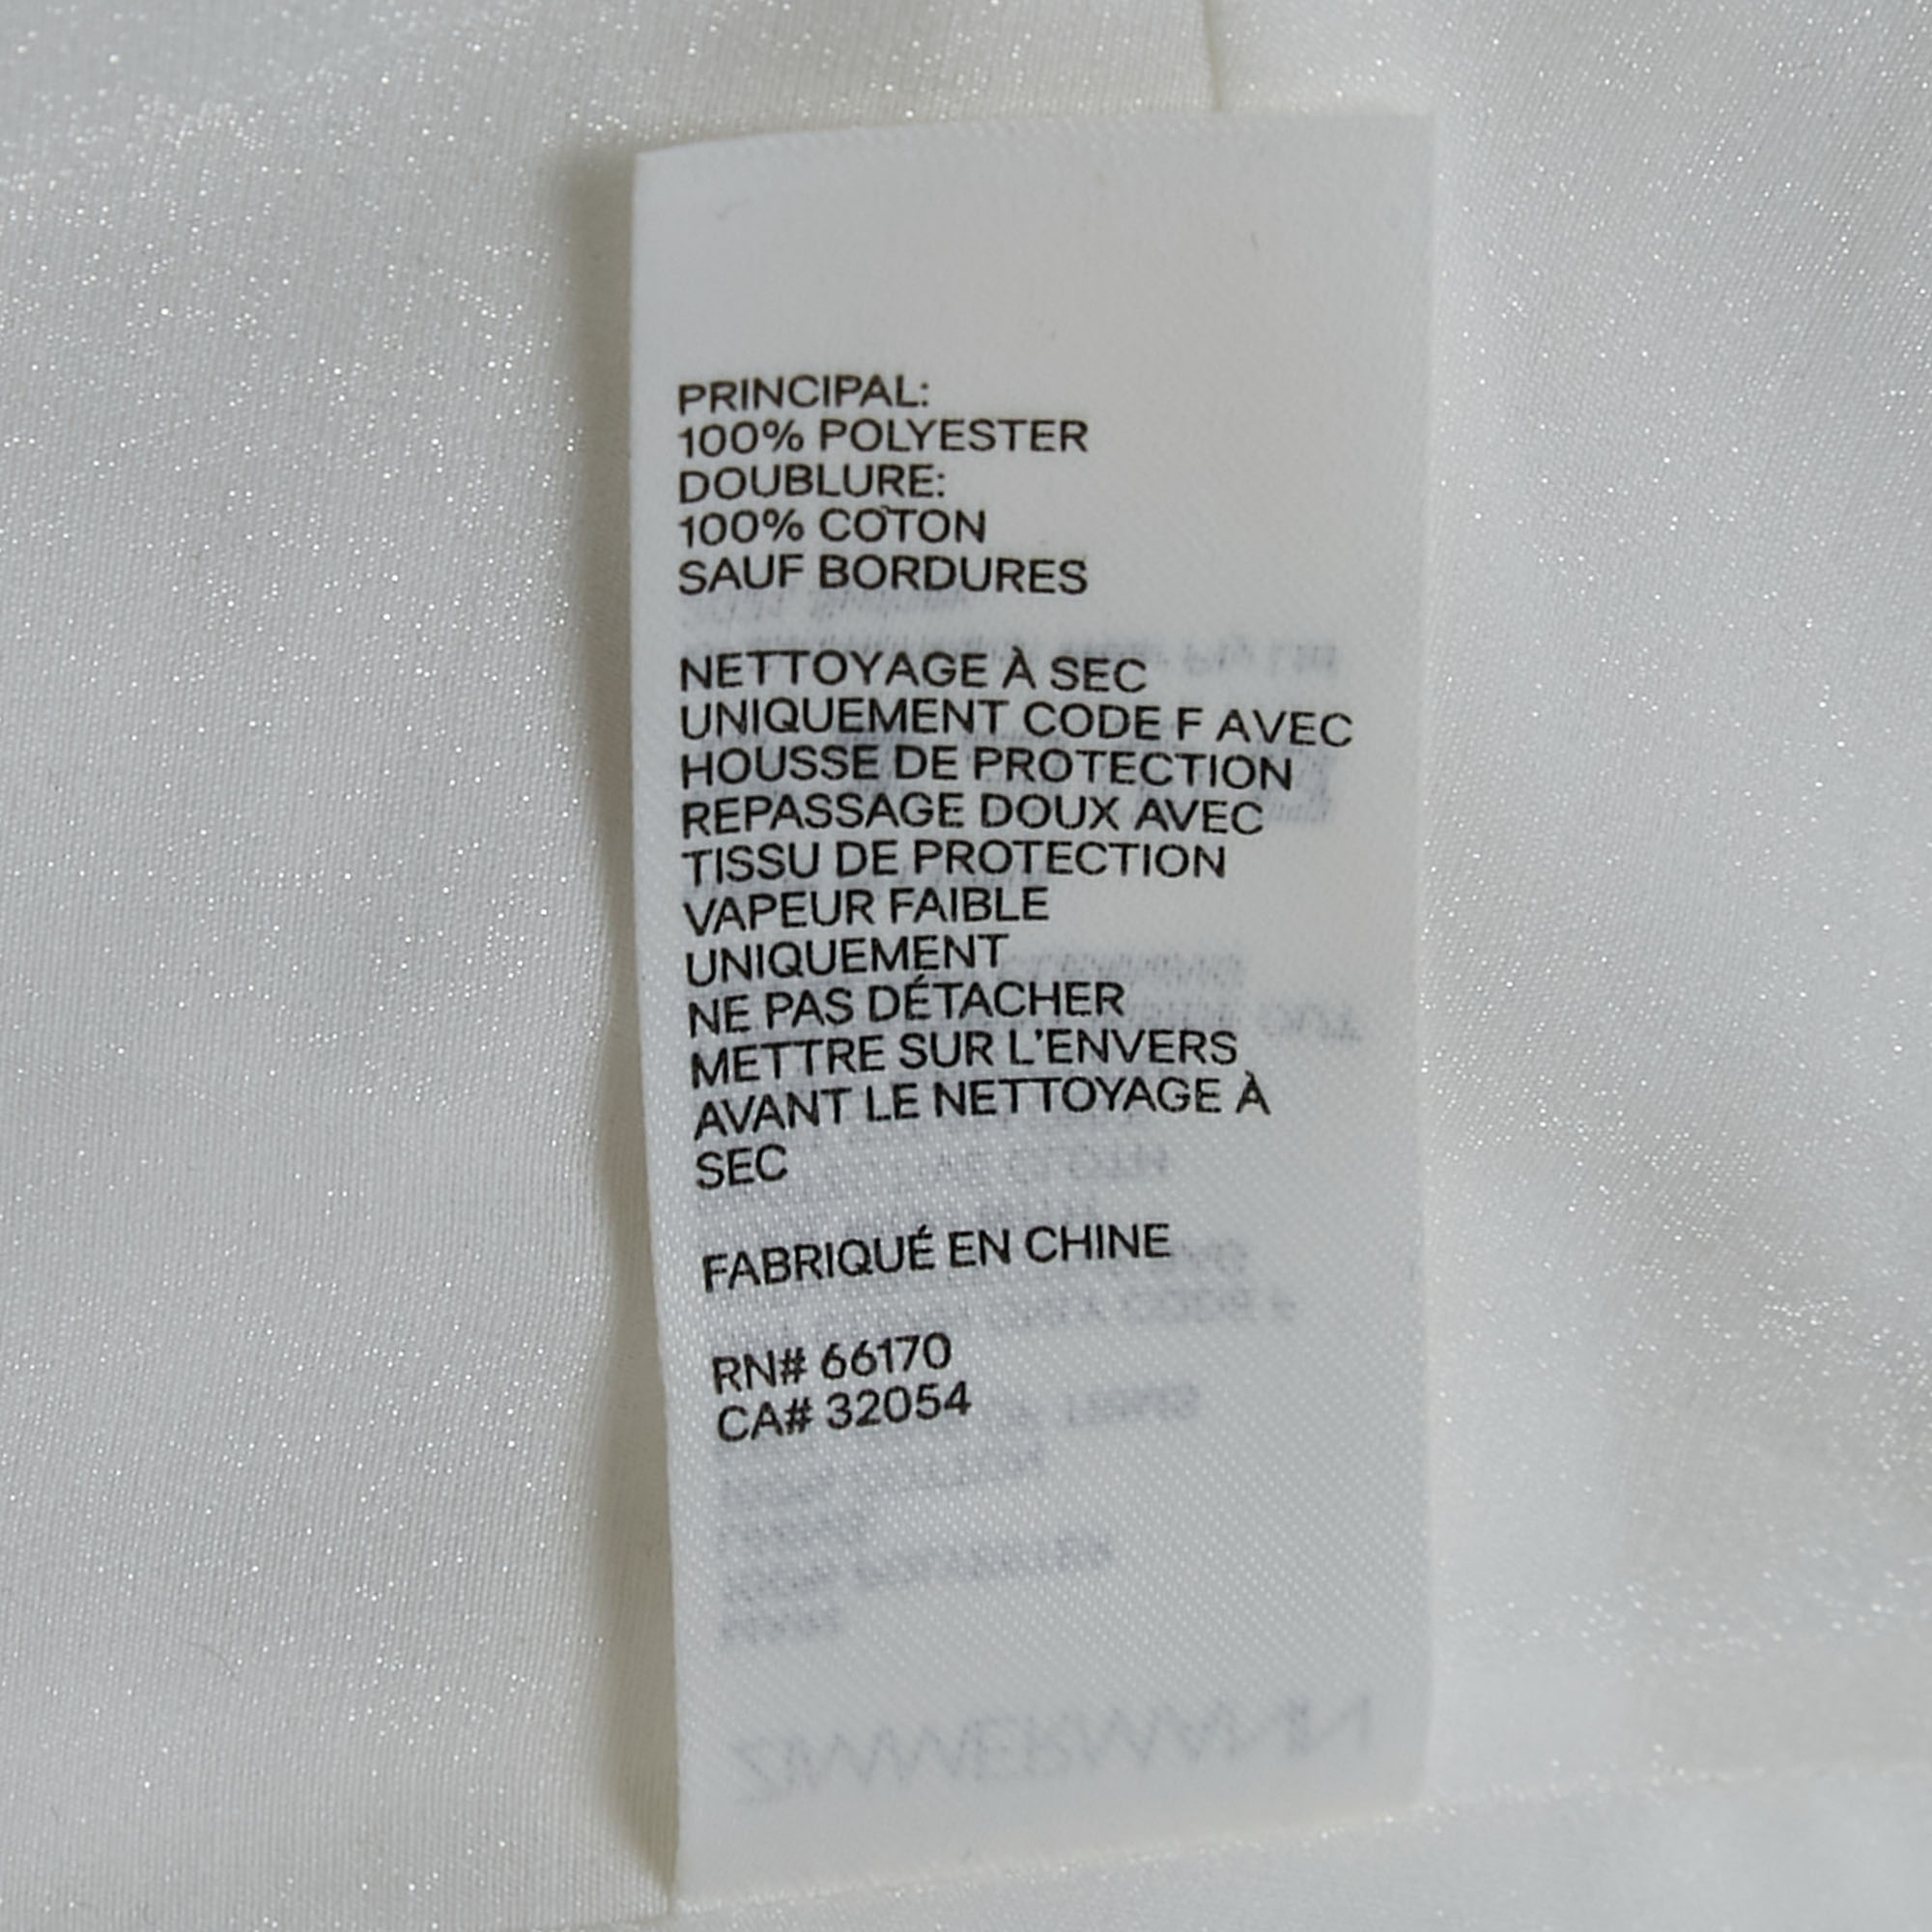 PRINCIPAL:
100% POLYESTER
DOUBLURE:
100% COTON
SAUF BORDURES
NETTOYAGE À SEC
UNIQUEMENT CODE F AVEC
HOUSSE DE PROTECTION
REPASSAGE DOUX AVEC
TISSU DE PROTECTION
VAPEUR FAIBLE
UNIQUEMENT
NE PAS DÉTACHER
METTRE SUR L'ENVERS
AVANT LE NETTOYAGE À
SEC
FABRIQUÉ EN CHINE
RN# 66170
CA# 32054
ZIMMERMANN